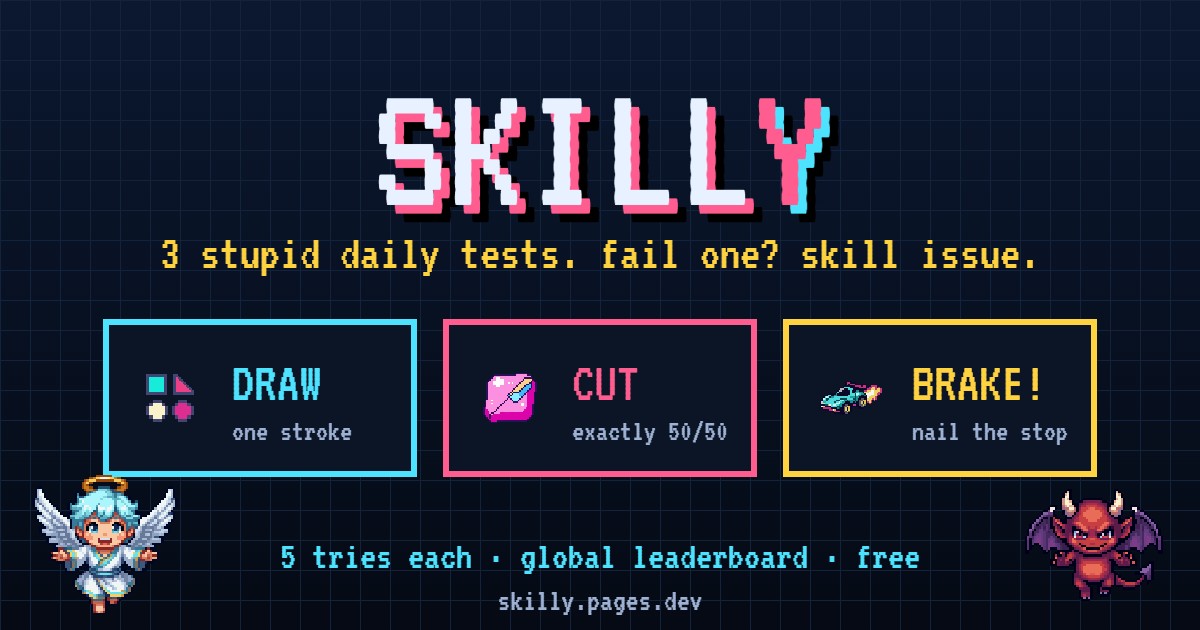 SKILLY
3 stupid daily tests. fail one? skill issue.
DRAW
one stroke
CUT
exactly 50/50
BRAKE!
nail the stop
5 tries each · global leaderboard · free
skilly.pages.dev